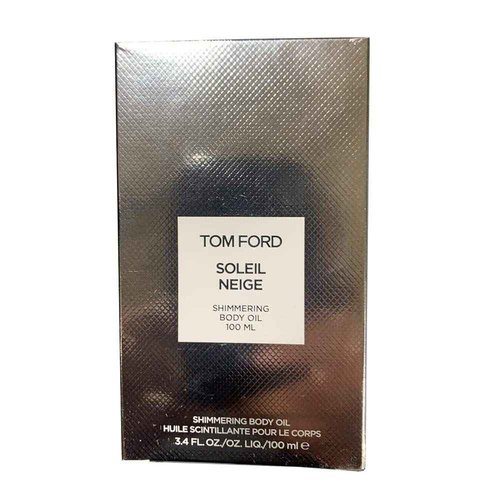 TOM FORD
SOLEIL
NEIGE
SHIMMERING
BODY OIL
100 ML
SHIMMERING BODY OIL
HUILE SCINTILLANTE POUR LE CORPS
3.4 FL.OZ./OZ. LIQ./100 ml ℮